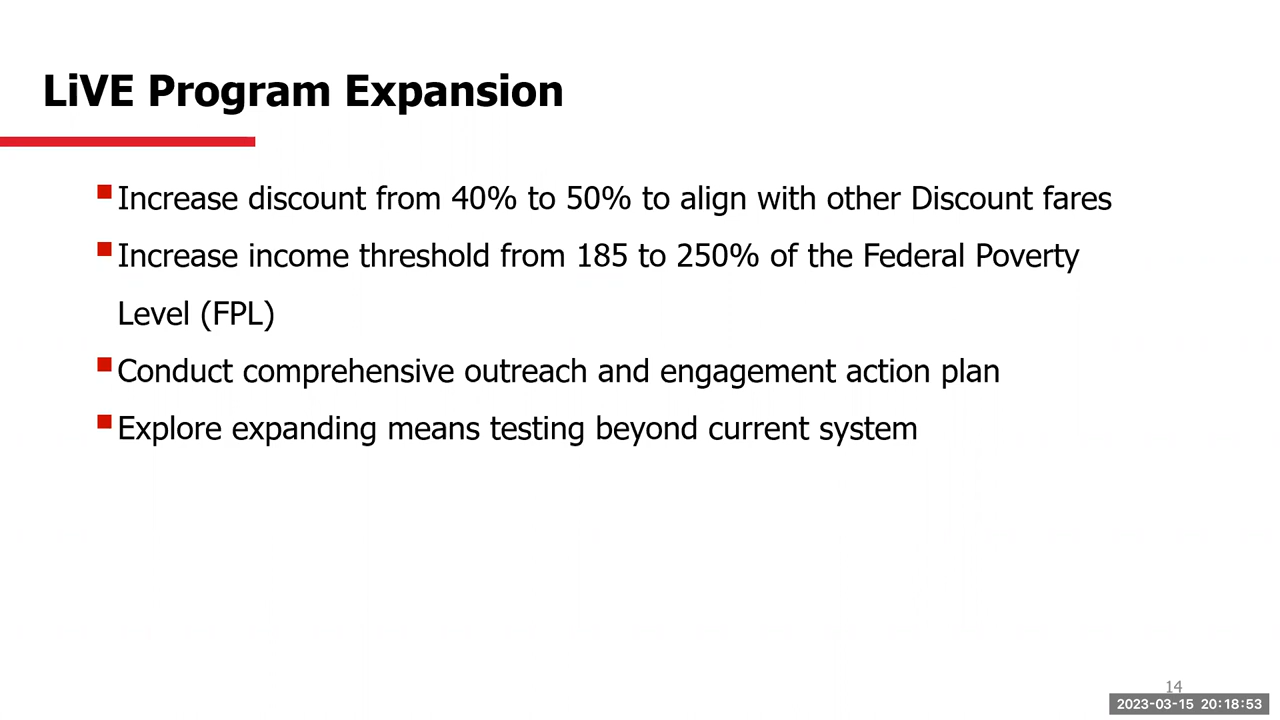 LiVE Program Expansion
Increase discount from 40% to 50% to align with other Discount fares
Increase income threshold from 185 to 250% of the Federal Poverty
Level (FPL)
Conduct comprehensive outreach and engagement action plan
Explore expanding means testing beyond current system
14
2023-03-15 20:18:53